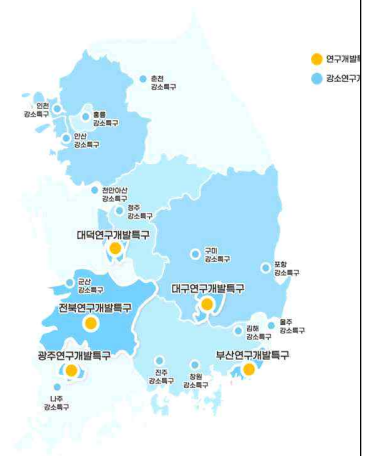 춘천
강소특구
연구개발특
강소연구개
인천
강소특구
홍릉
강소특구
안산
강소특구
천안아산
강소특구
청주
강소특구
대덕연구개발특구
구미
강소특구
포항
강소특구
군산
강소특구
대구연구개발특구
전북연구개발특구
울주
강소특구
김해
강소특구
광주연구개발특구
부산연구개발특구
진주
강소특구
창원
강소특구
나주
강소특구